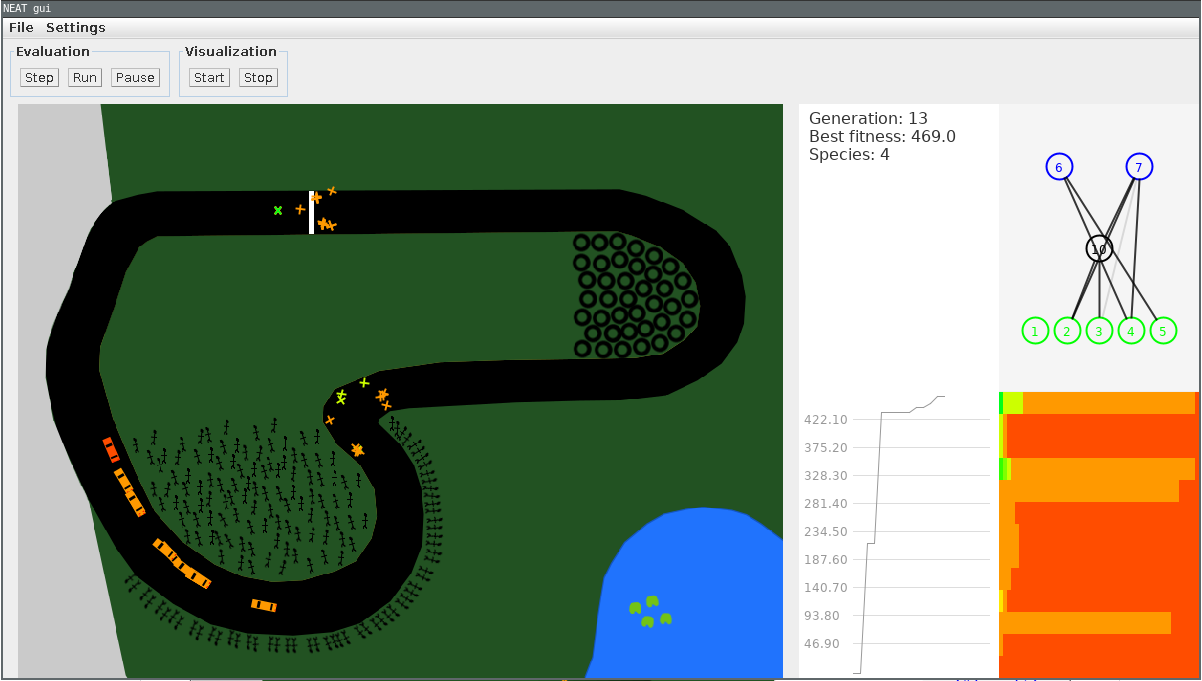 NEAT gui
File Settings
Evaluation Visualization
Step Run Pause Start Stop
Generation: 13
Best fitness: 469.0
Species: 4
6 7
10
1 2 3 4 5
422.10
375.20
328.30
281.40
234.50
187.60
140.70
93.80
46.90